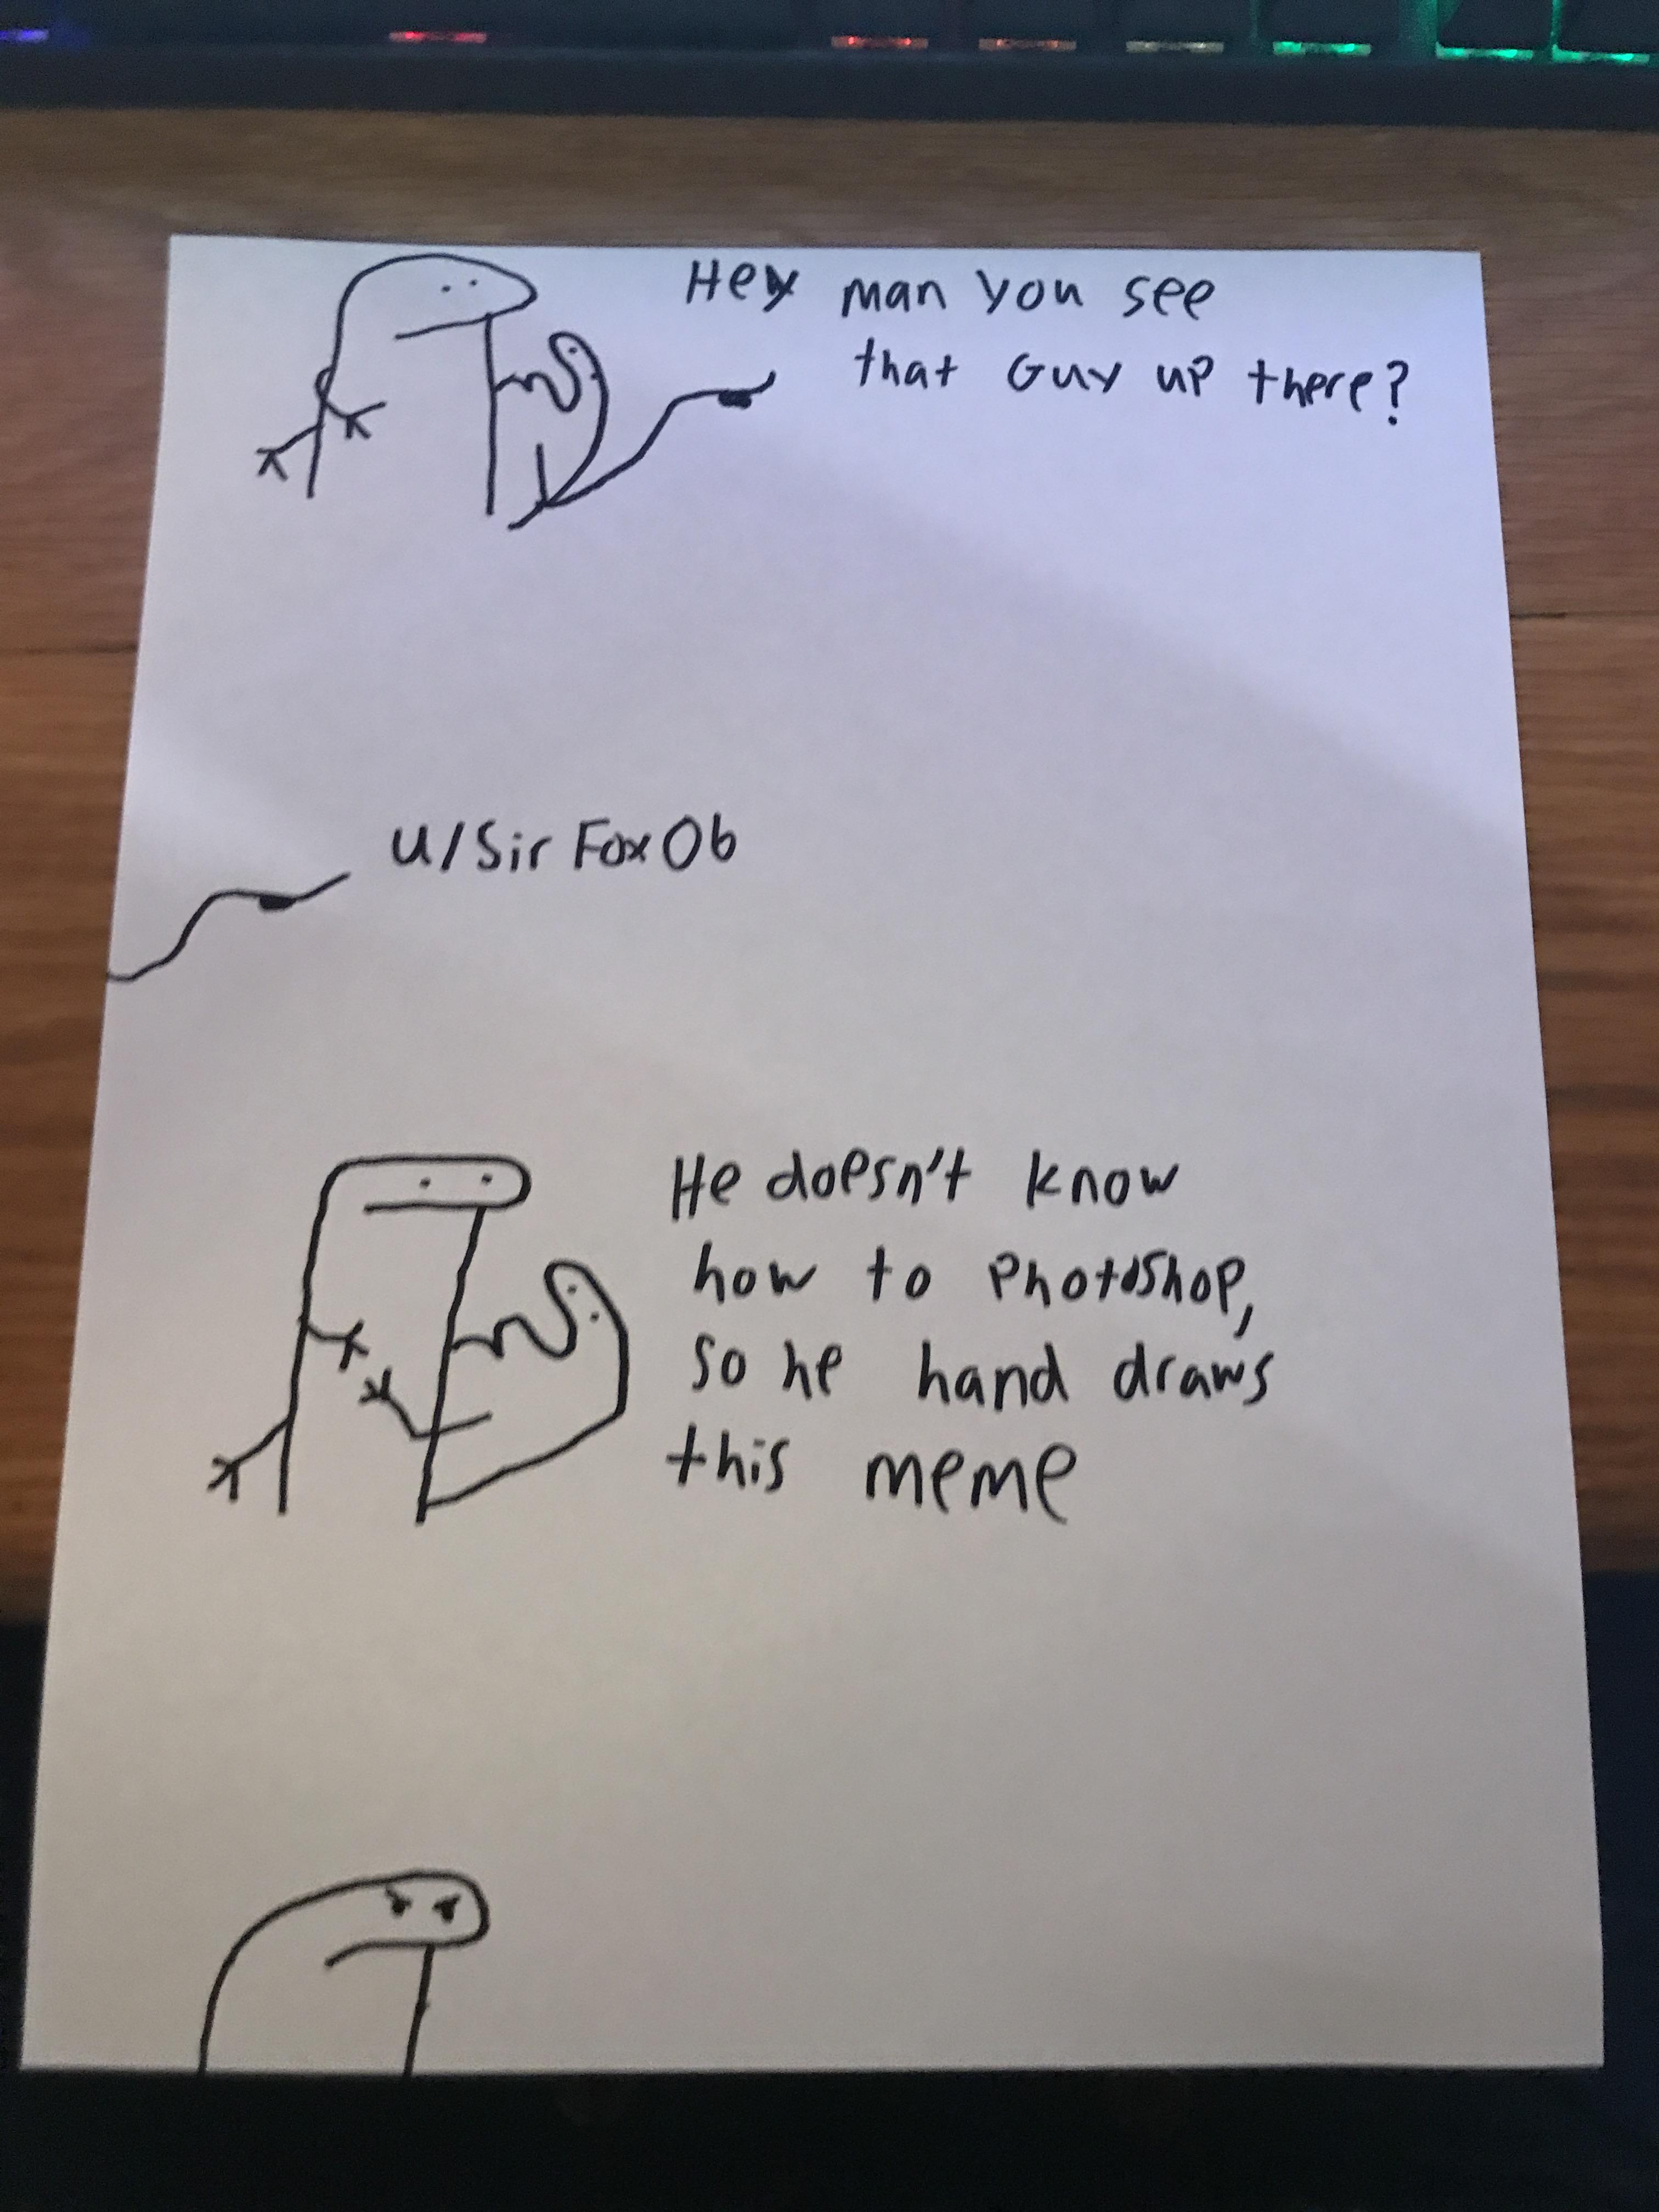 Hey man you see
that Guy up there?
u/Sir Fox06
He doesn't know
how to Photoshop,
so he hand draws
this meme